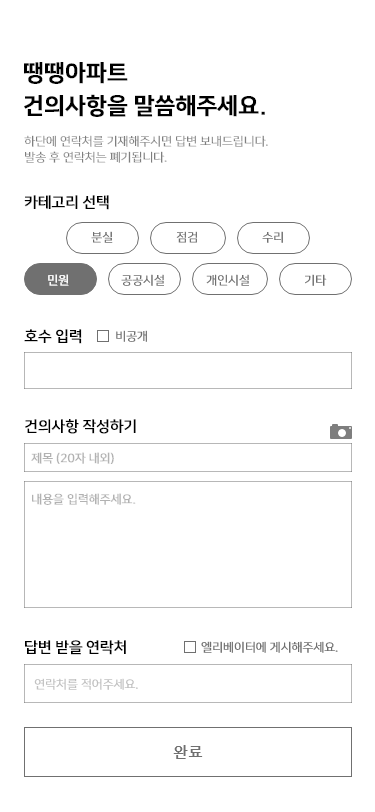 땡땡아파트
건의사항을 말씀해주세요.
하단에 연락처를 기재해주시면 답변 보내드립니다.
발송 후 연락처는 폐기됩니다.
카테고리 선택
분실 점검 수리
민원 공공시설 개인시설 기타
호수 입력 비공개
건의사항 작성하기
제목 (20자 내외)
내용을 입력해주세요.
답변 받을 연락처 엘리베이터에 게시해주세요.
연락처를 적어주세요.
완료